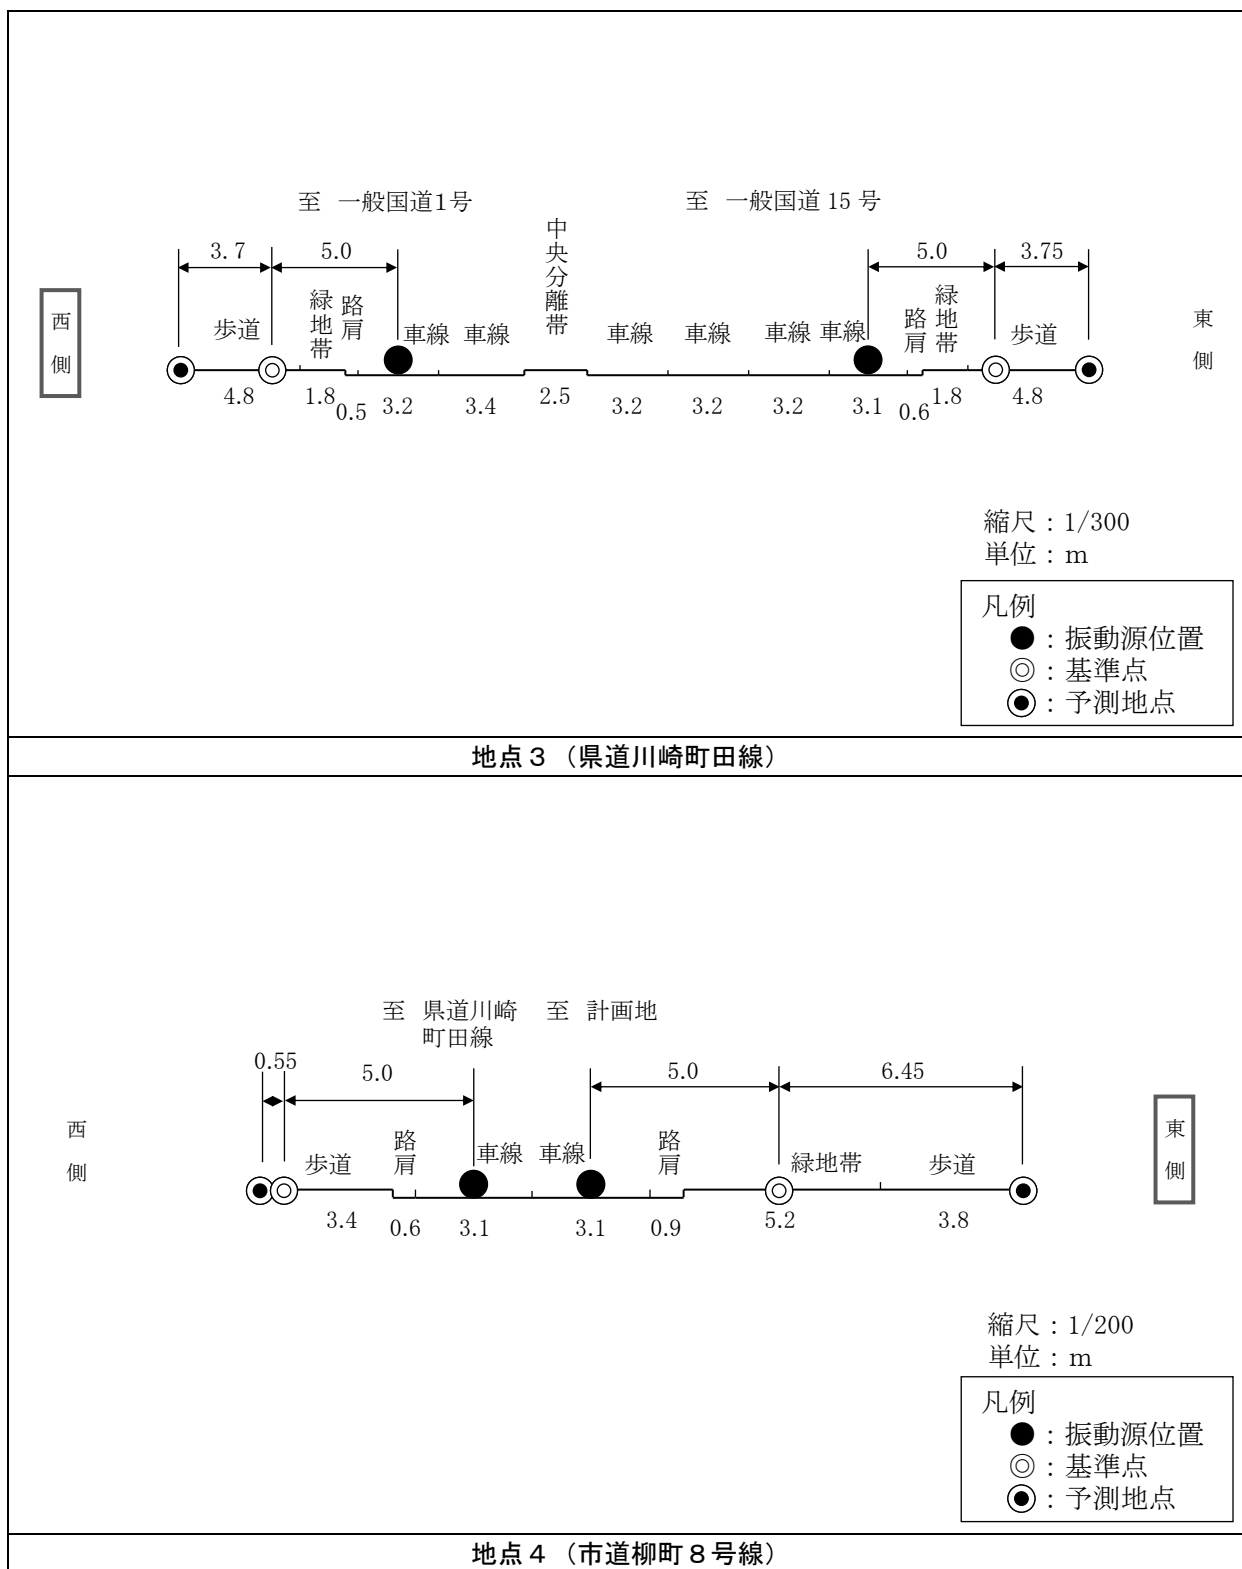 至 一般国道1号
至 一般国道 15 号
3.7
5.0
5.0
3.75
中央分離帯
西側
歩道
緑地帯
路肩
車線
車線
車線
車線
車線
車線
路肩
緑地帯
歩道
東側
4.8
1.8
0.5
3.2
3.4
2.5
3.2
3.2
3.2
3.1
0.6
1.8
4.8
縮尺：1/300
単位：m
凡例
●：振動源位置
◎：基準点
：予測地点
地点３（県道川崎町田線）
至 県道川崎
町田線
至 計画地
0.55
5.0
5.0
6.45
西側
歩道
路肩
車線
車線
路肩
緑地帯
歩道
東側
3.4
0.6
3.1
3.1
0.9
5.2
3.8
縮尺：1/200
単位：m
凡例
●：振動源位置
◎：基準点
：予測地点
地点４（市道柳町８号線）